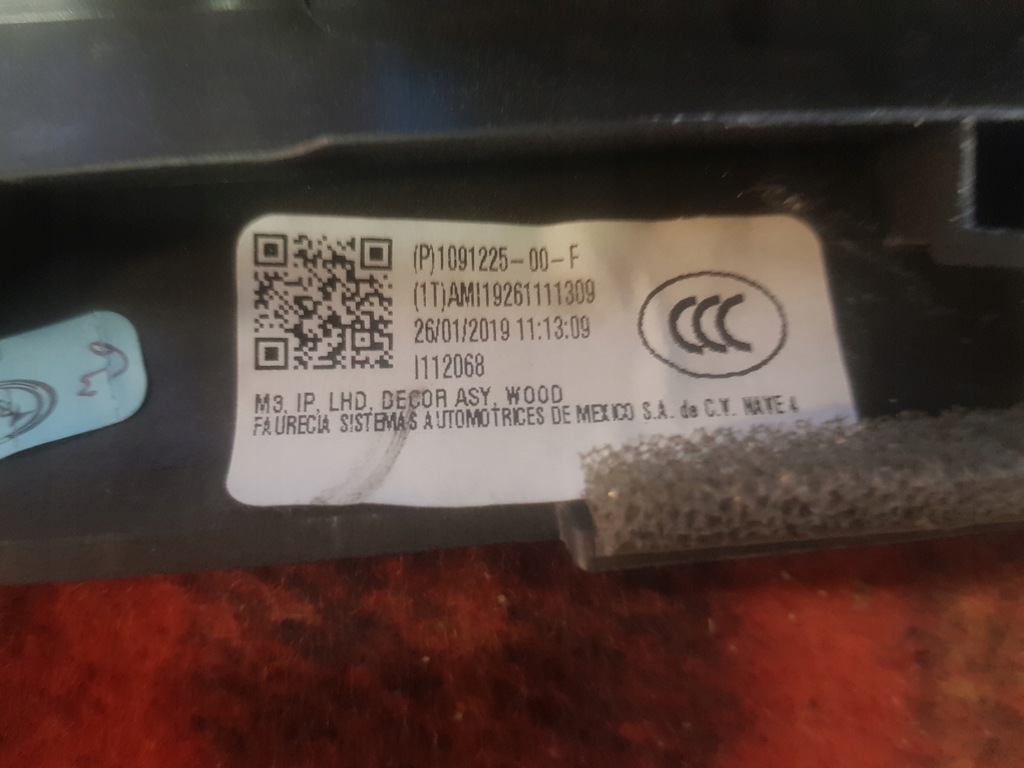 (P)1091225-00-F
(1T)AMI19261111309
26/01/2019 11:13:09
I112068
M3, IP, LHD, DECOR ASY, WOOD
FAURECIA SISTEMAS AUTOMOTRICES DE MEXICO S.A. de C.V. NAVE 4
CCC